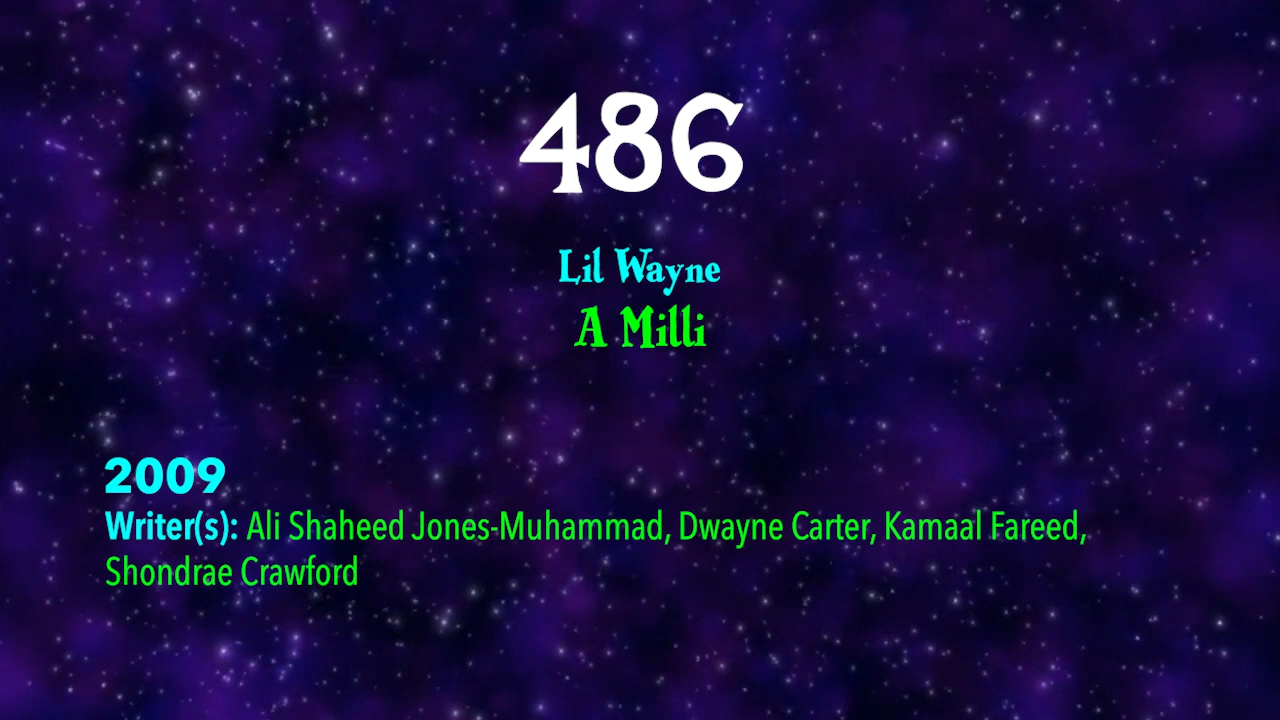 486
Lil Wayne
A Milli
2009
Writer(s): Ali Shaheed Jones-Muhammad, Dwayne Carter, Kamaal Fareed,
Shondrae Crawford